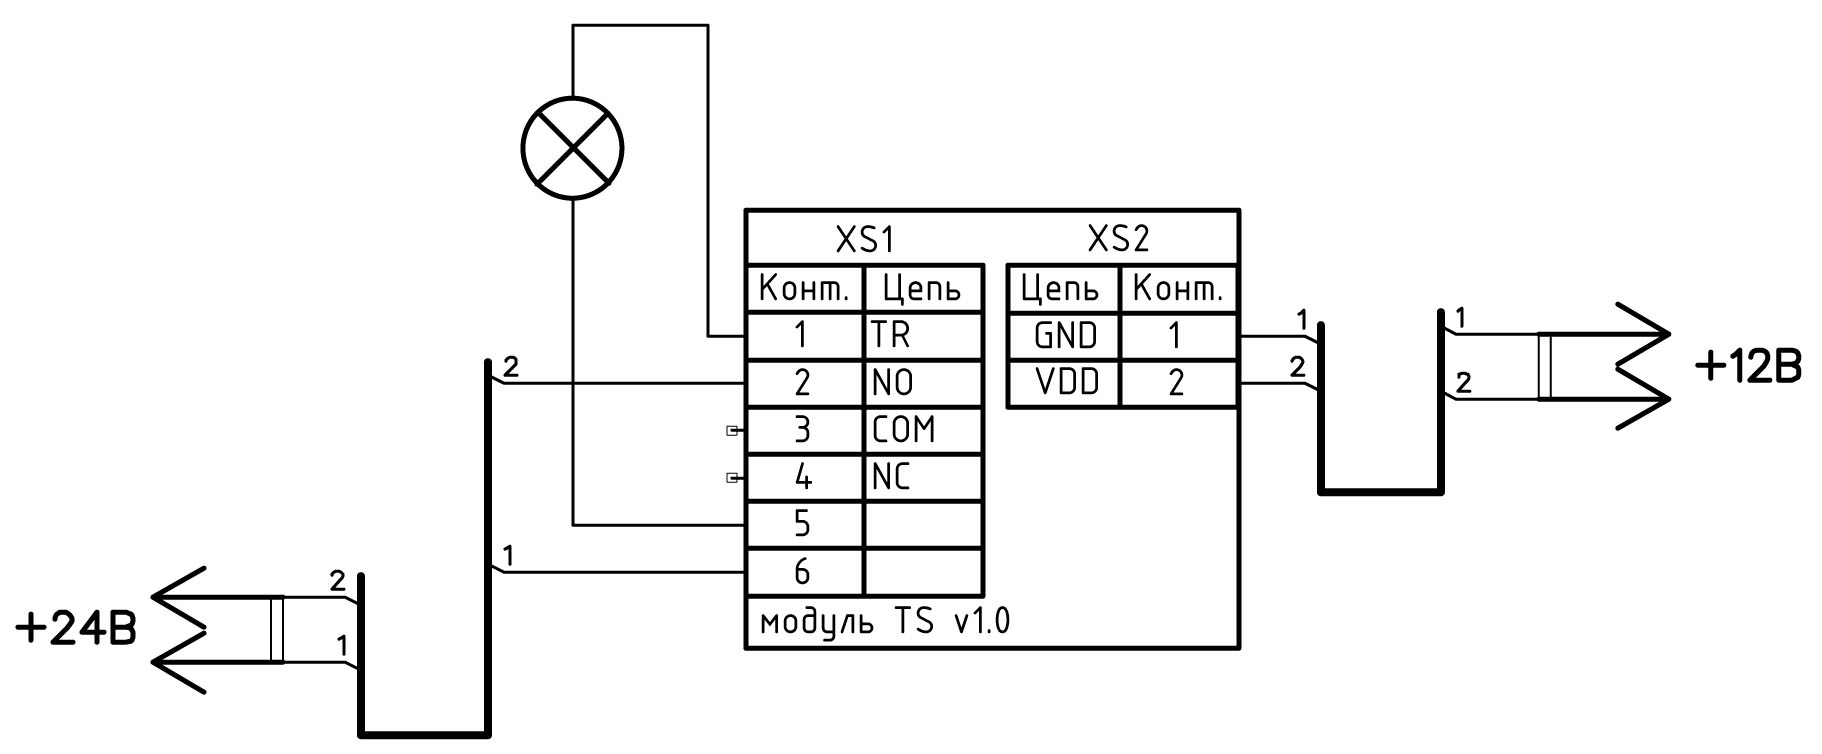 XS1 XS2
Конт. Цепь Цепь Конт.
1 TR GND 1
2 NO VDD 2
3 COM
4 NC
5
6
модуль TS v1.0
2
1
+24В
2
1
1
2
1
2
+12В